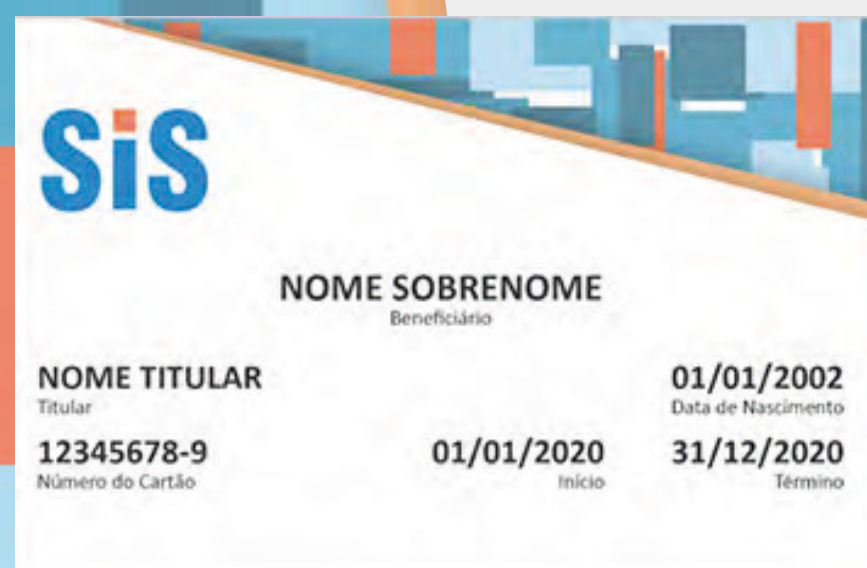 SiS
NOME SOBRENOME
Beneficiário
NOME TITULAR 01/01/2002
Titular Data de Nascimento
12345678-9 01/01/2020 31/12/2020
Número do Cartão Início Término